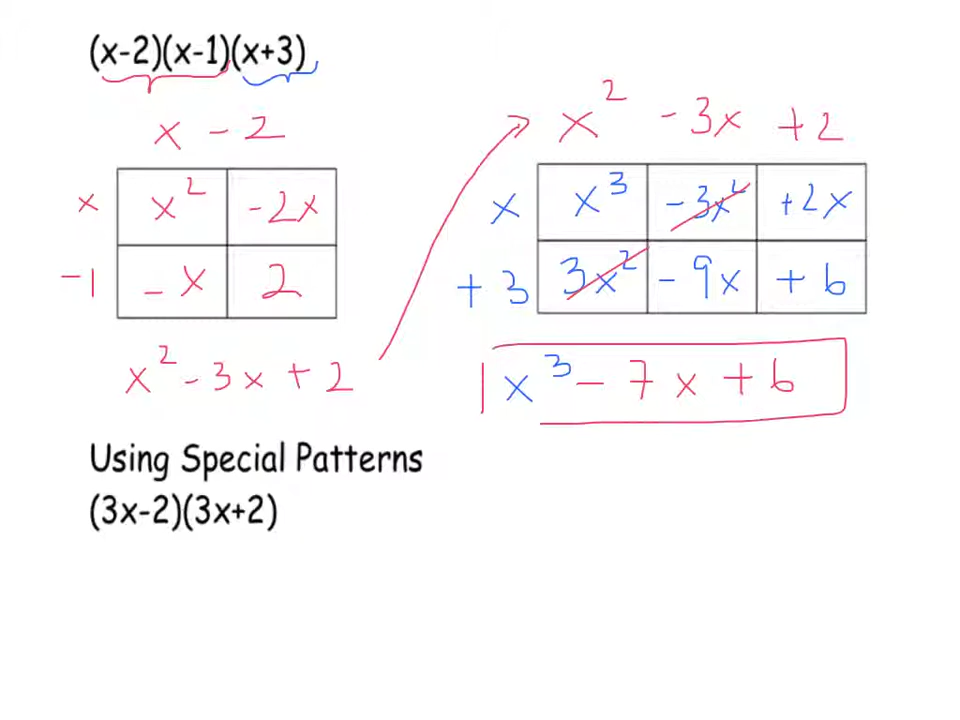 (x-2)(x-1)(x+3)
x - 2
x x² -2x
-1 -x 2
x² - 3x + 2
x² -3x +2
x x³ -3x² +2x
+3 3x² -9x +6
1x³ - 7x + 6
Using Special Patterns
(3x-2)(3x+2)